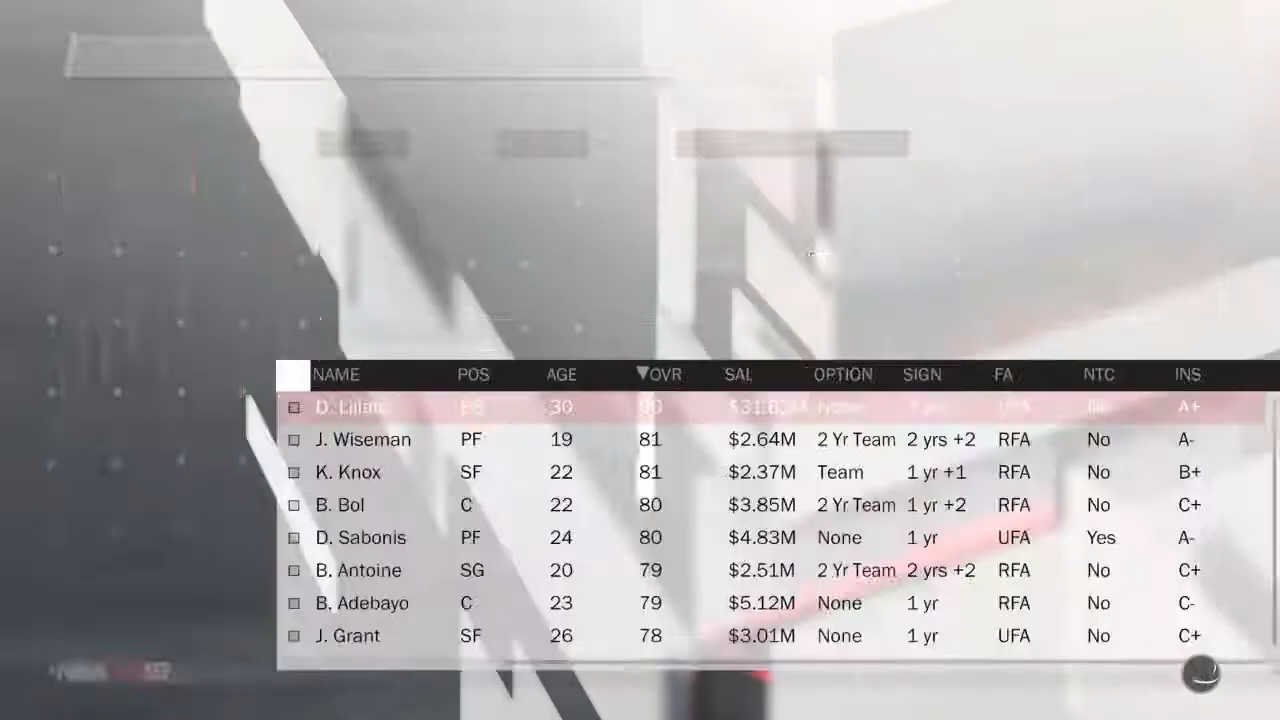 NAME POS AGE ▼OVR SAL OPTION SIGN FA NTC INS
D. 30 A+
J. Wiseman PF 19 81 $2.64M 2 Yr Team 2 yrs +2 RFA No A-
K. Knox SF 22 81 $2.37M Team 1 yr +1 RFA No B+
B. Bol C 22 80 $3.85M 2 Yr Team 1 yr +2 RFA No C+
D. Sabonis PF 24 80 $4.83M None 1 yr UFA Yes A-
B. Antoine SG 20 79 $2.51M 2 Yr Team 2 yrs +2 RFA No C+
B. Adebayo C 23 79 $5.12M None 1 yr RFA No C-
J. Grant SF 26 78 $3.01M None 1 yr UFA No C+